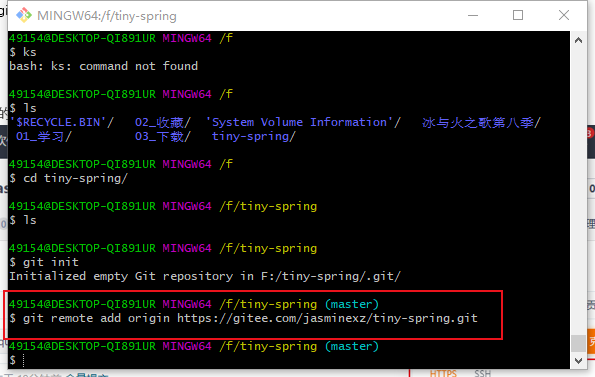 MINGW64:/f/tiny-spring
49154@DESKTOP-QI891UR MINGW64 /f
$ ks
bash: ks: command not found
49154@DESKTOP-QI891UR MINGW64 /f
$ ls
'$RECYCLE.BIN'/ 02_收藏/ 'System Volume Information'/ 冰与火之歌第八季/
01_学习/ 03_下载/ tiny-spring/
49154@DESKTOP-QI891UR MINGW64 /f
$ cd tiny-spring/
49154@DESKTOP-QI891UR MINGW64 /f/tiny-spring
$ ls
49154@DESKTOP-QI891UR MINGW64 /f/tiny-spring
$ git init
Initialized empty Git repository in F:/tiny-spring/.git/
49154@DESKTOP-QI891UR MINGW64 /f/tiny-spring (master)
$ git remote add origin https://gitee.com/jasminexz/tiny-spring.git
49154@DESKTOP-QI891UR MINGW64 /f/tiny-spring (master)
$
HTTPS SSH